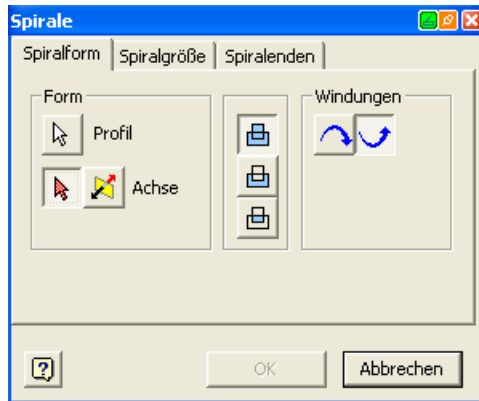 Spirale
Spiralform Spiralgröße Spiralenden
Form
Windungen
Profil
Achse
OK Abbrechen